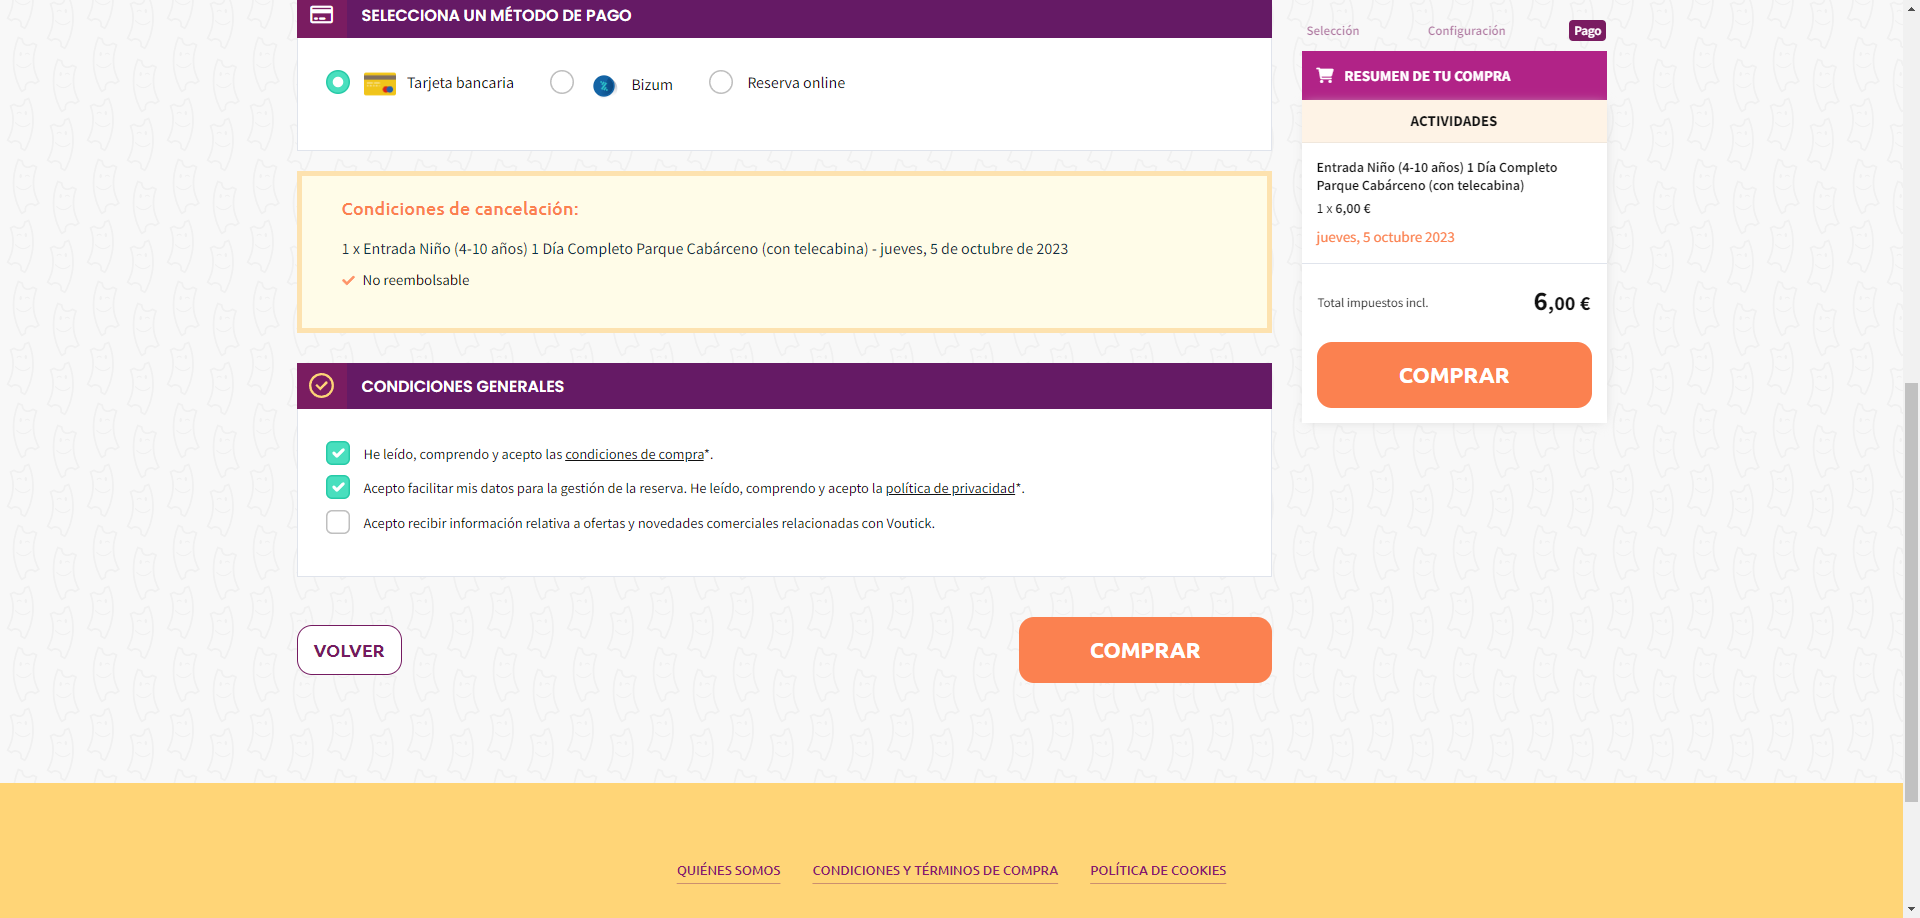 SELECCIONA UN MÉTODO DE PAGO
Tarjeta bancaria
Bizum
Reserva online
Condiciones de cancelación:
1 x Entrada Niño (4-10 años) 1 Día Completo Parque Cabárceno (con telecabina) - jueves, 5 de octubre de 2023
No reembolsable
CONDICIONES GENERALES
He leído, comprendo y acepto las condiciones de compra*.
Acepto facilitar mis datos para la gestión de la reserva. He leído, comprendo y acepto la política de privacidad*.
Acepto recibir información relativa a ofertas y novedades comerciales relacionadas con Voutick.
VOLVER
COMPRAR
Selección
Configuración
Pago
RESUMEN DE TU COMPRA
ACTIVIDADES
Entrada Niño (4-10 años) 1 Día Completo
Parque Cabárceno (con telecabina)
1 x 6,00 €
jueves, 5 octubre 2023
Total impuestos incl.
6,00 €
COMPRAR
QUIÉNES SOMOS
CONDICIONES Y TÉRMINOS DE COMPRA
POLÍTICA DE COOKIES